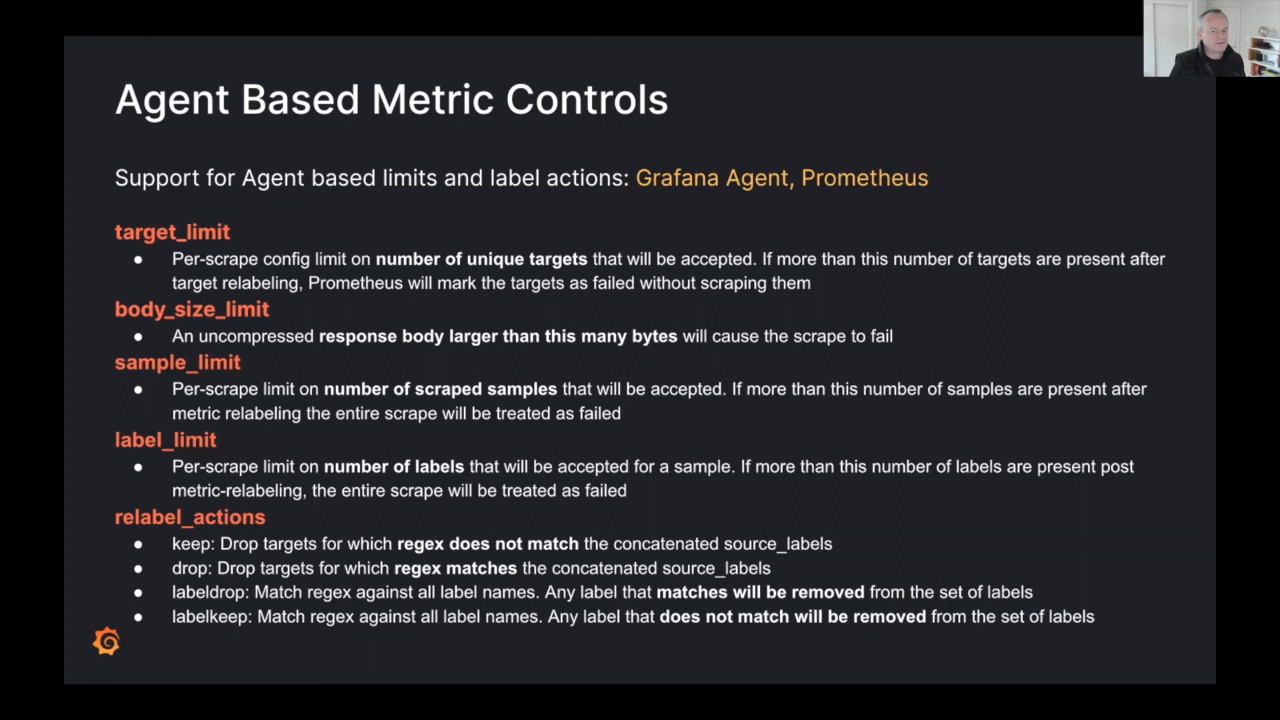 Agent Based Metric Controls
Support for Agent based limits and label actions: Grafana Agent, Prometheus
target_limit
● Per-scrape config limit on number of unique targets that will be accepted. If more than this number of targets are present after
target relabeling, Prometheus will mark the targets as failed without scraping them
body_size_limit
● An uncompressed response body larger than this many bytes will cause the scrape to fail
sample_limit
● Per-scrape limit on number of scraped samples that will be accepted. If more than this number of samples are present after
metric relabeling the entire scrape will be treated as failed
label_limit
● Per-scrape limit on number of labels that will be accepted for a sample. If more than this number of labels are present post
metric-relabeling, the entire scrape will be treated as failed
relabel_actions
● keep: Drop targets for which regex does not match the concatenated source_labels
● drop: Drop targets for which regex matches the concatenated source_labels
● labeldrop: Match regex against all label names. Any label that matches will be removed from the set of labels
● labelkeep: Match regex against all label names. Any label that does not match will be removed from the set of labels